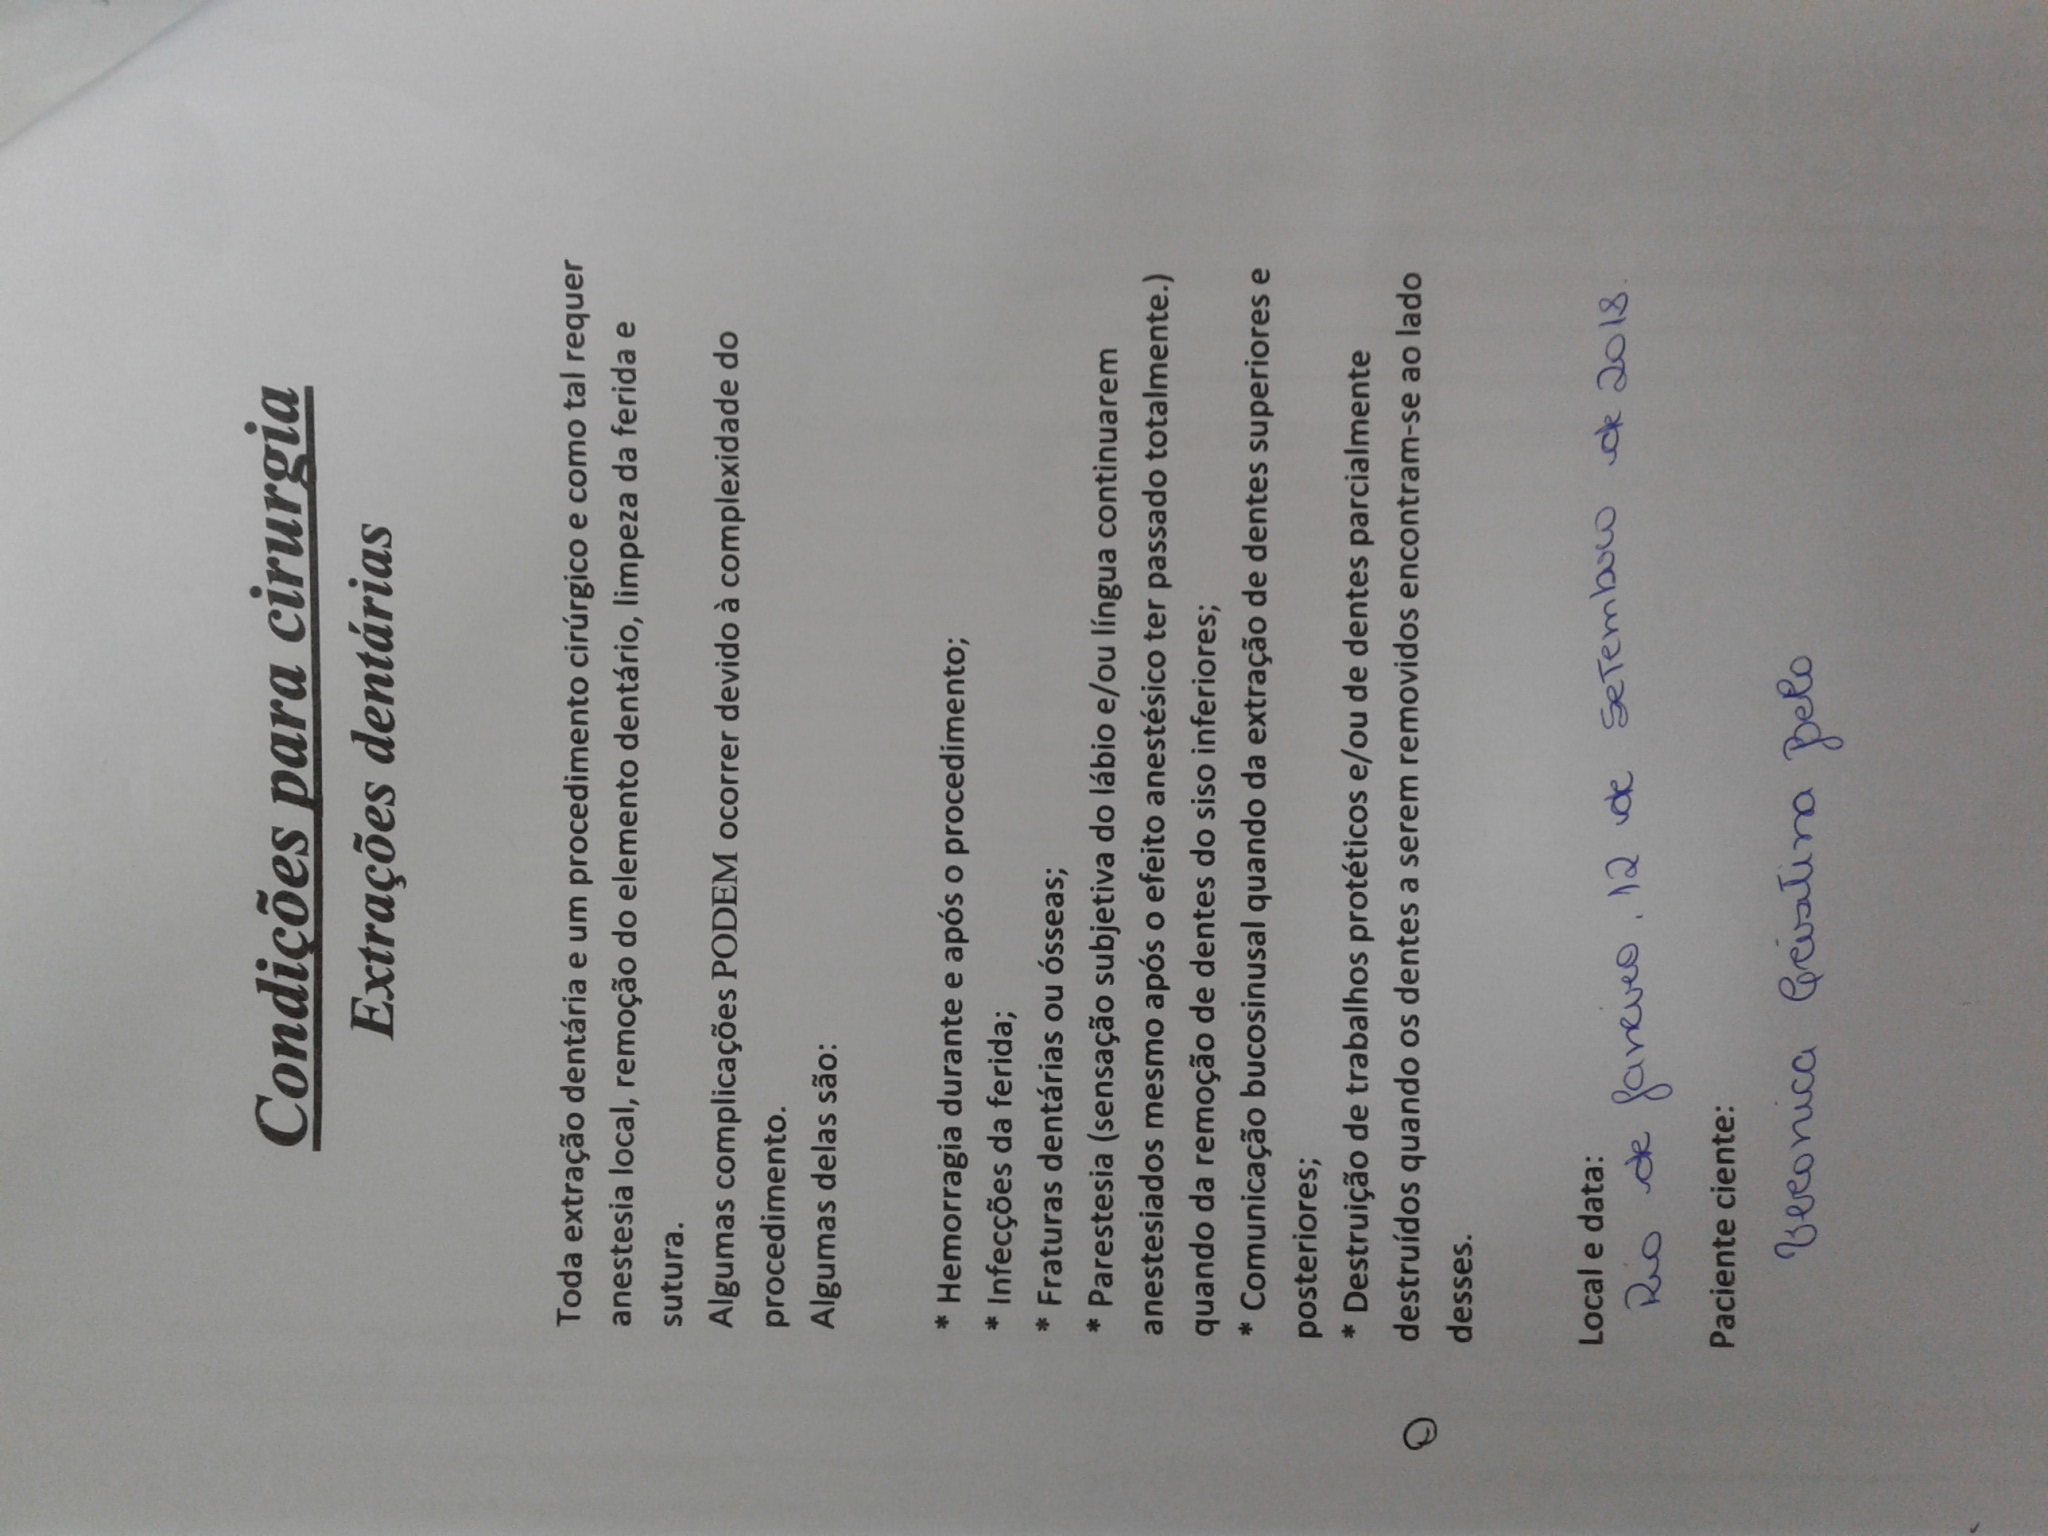 Condições para cirurgia
Extrações dentárias
Toda extração dentária e um procedimento cirúrgico e como tal requer
anestesia local, remoção do elemento dentário, limpeza da ferida e
sutura.
Algumas complicações PODEM ocorrer devido à complexidade do
procedimento.
Algumas delas são:
* Hemorragia durante e após o procedimento;
* Infecções da ferida;
* Fraturas dentárias ou ósseas;
* Parestesia (sensação subjetiva do lábio e/ou língua continuarem
anestesiados mesmo após o efeito anestésico ter passado totalmente.)
quando da remoção de dentes do siso inferiores;
* Comunicação bucosinusal quando da extração de dentes superiores e
posteriores;
* Destruição de trabalhos protéticos e/ou de dentes parcialmente
destruídos quando os dentes a serem removidos encontram-se ao lado
desses.
Local e data:
Rio de Janeiro, 12 de setembro de 2018.
Paciente ciente:
Veronica Cristina Belo